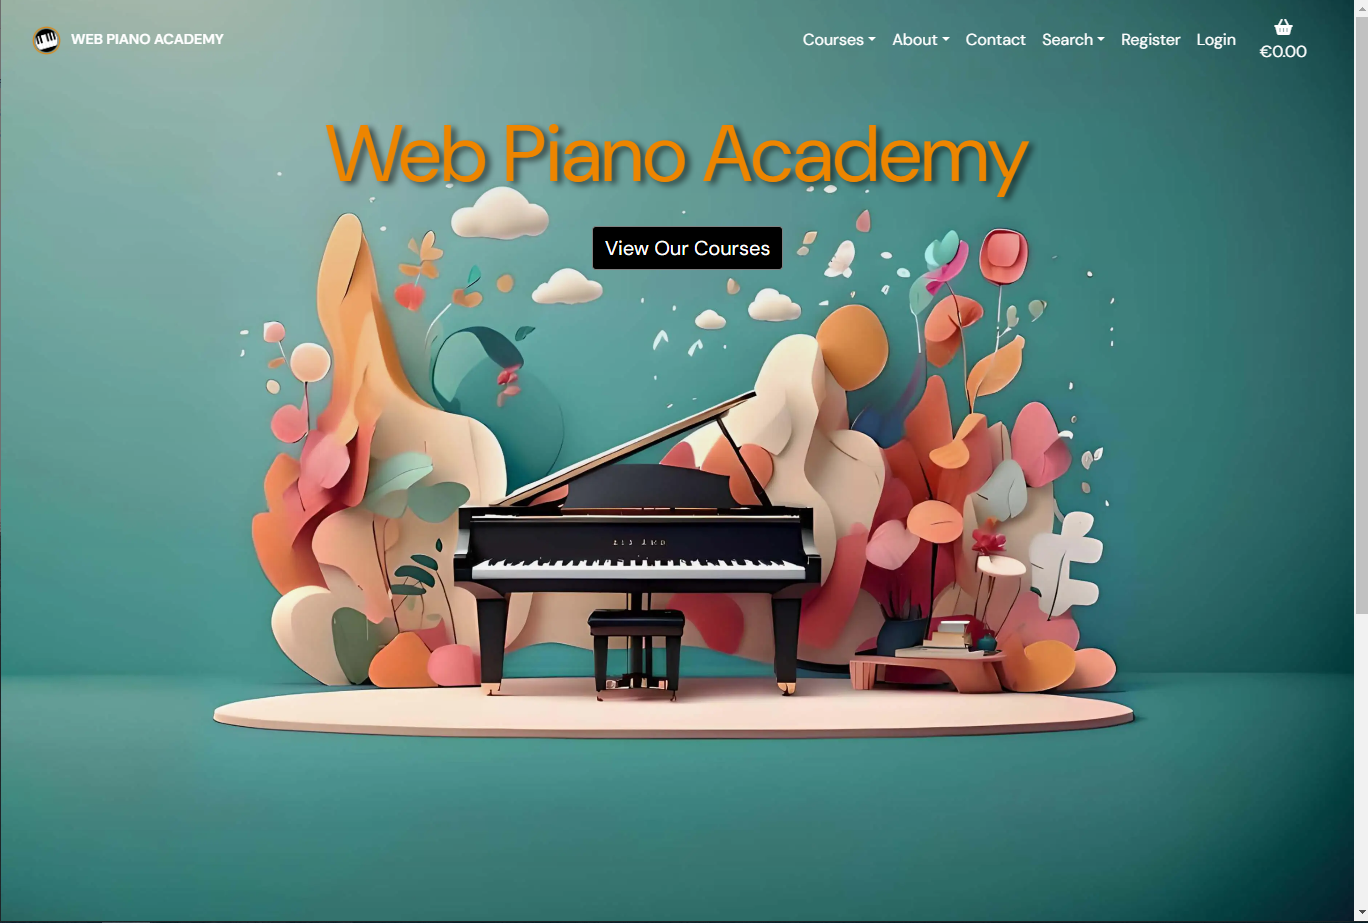 WEB PIANO ACADEMY
Courses About Contact Search Register Login
€0.00
Web Piano Academy
View Our Courses